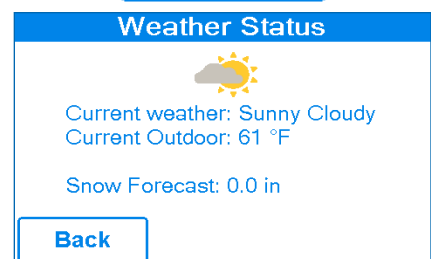 Weather Status
Current weather: Sunny Cloudy
Current Outdoor: 61 °F
Snow Forecast: 0.0 in
Back